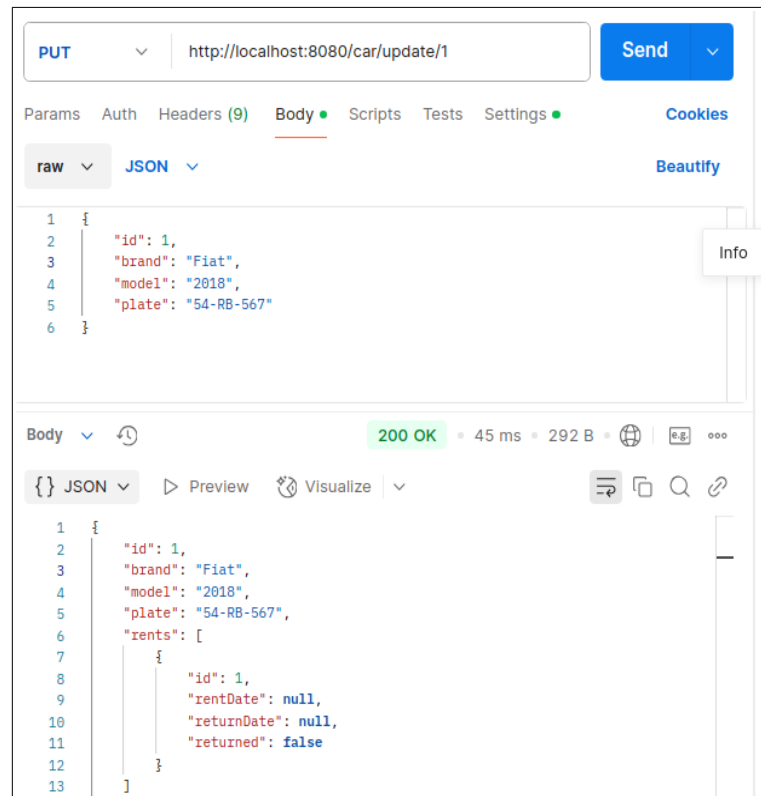 PUT http://localhost:8080/car/update/1 Send
Params Auth Headers (9) Body Scripts Tests Settings Cookies
raw JSON Beautify
1 {
2 "id": 1,
3 "brand": "Fiat",
4 "model": "2018",
5 "plate": "54-RB-567"
6 }
Info
Body 200 OK 45 ms 292 B e.g.
{} JSON Preview Visualize
1 {
2 "id": 1,
3 "brand": "Fiat",
4 "model": "2018",
5 "plate": "54-RB-567",
6 "rents": [
7 {
8 "id": 1,
9 "rentDate": null,
10 "returnDate": null,
11 "returned": false
12 }
13 ]